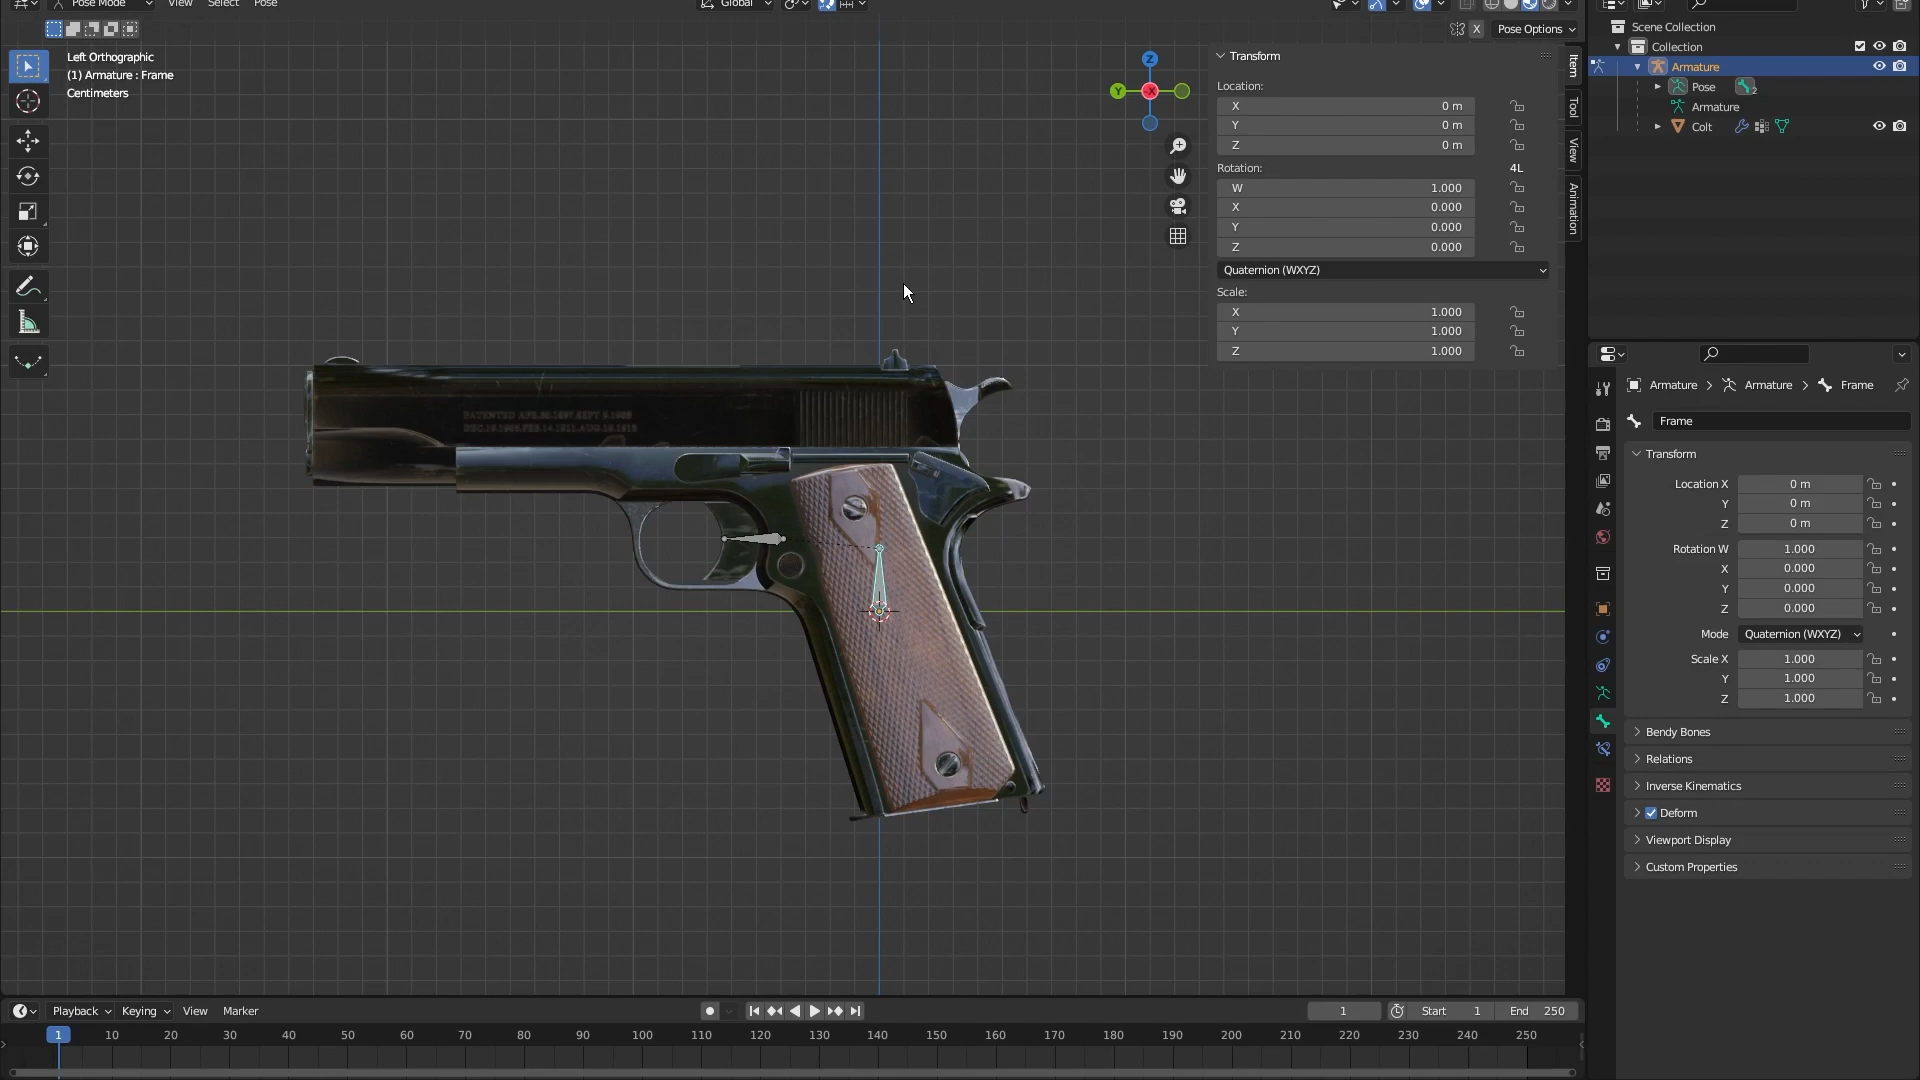 Pose Mode
View
Select
Pose
Global
X
Pose Options
Left Orthographic
(1) Armature : Frame
Centimeters
Z
Y
X
Transform
Location:
X 0 m
Y 0 m
Z 0 m
Rotation: 4L
W 1.000
X 0.000
Y 0.000
Z 0.000
Quaternion (WXYZ)
Scale:
X 1.000
Y 1.000
Z 1.000
Item
Tool
View
Animation
Scene Collection
Collection
Armature
Pose 2
Armature
Colt
Armature > Armature > Frame
Frame
Transform
Location X 0 m
Y 0 m
Z 0 m
Rotation W 1.000
X 0.000
Y 0.000
Z 0.000
Mode Quaternion (WXYZ)
Scale X 1.000
Y 1.000
Z 1.000
Bendy Bones
Relations
Inverse Kinematics
Deform
Viewport Display
Custom Properties
Playback Keying View Marker
1 Start 1 End 250
1 10 20 30 40 50 60 70 80 90 100 110 120 130 140 150 160 170 180 190 200 210 220 230 240 250